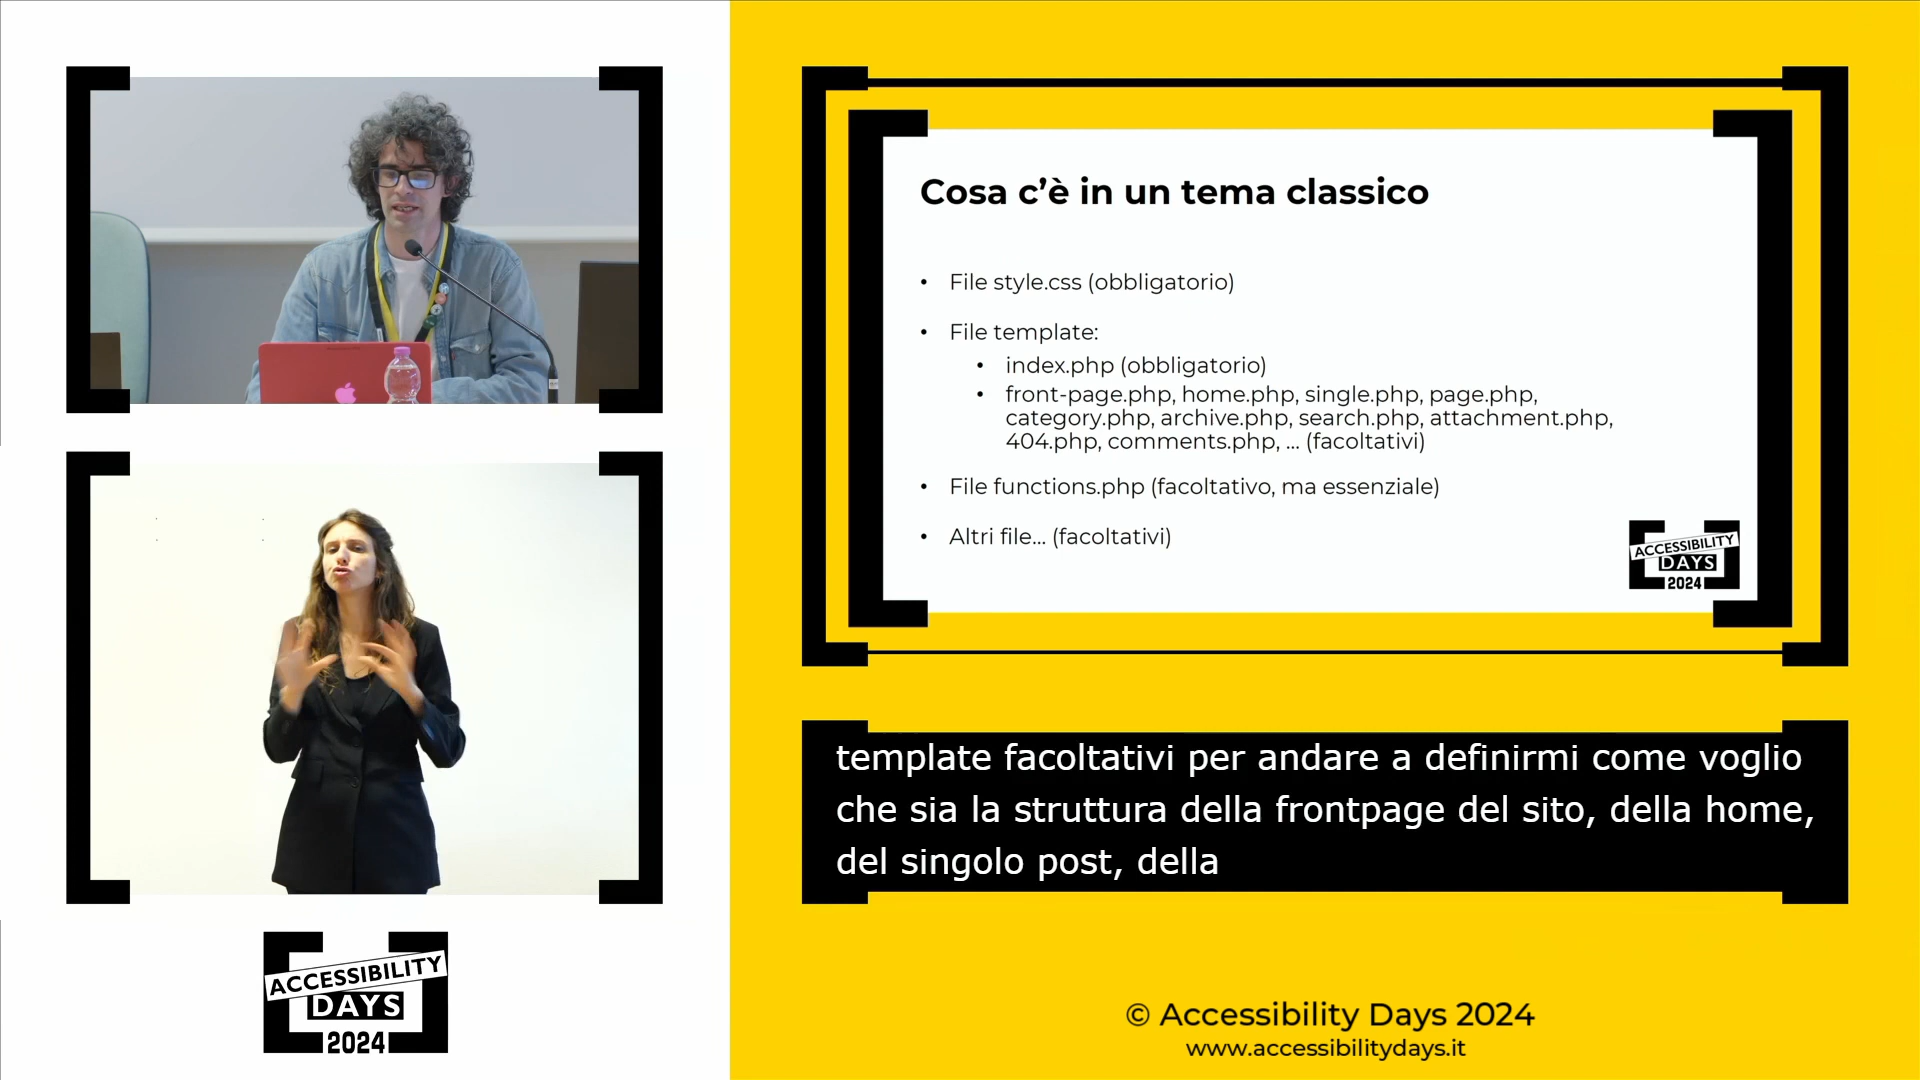 Cosa c'è in un tema classico
• File style.css (obbligatorio)
• File template:
• index.php (obbligatorio)
• front-page.php, home.php, single.php, page.php,
category.php, archive.php, search.php, attachment.php,
404.php, comments.php, ... (facoltativi)
• File functions.php (facoltativo, ma essenziale)
• Altri file... (facoltativi)
ACCESSIBILITY
DAYS
2024
template facoltativi per andare a definirmi come voglio
che sia la struttura della frontpage del sito, della home,
del singolo post, della
ACCESSIBILITY
DAYS
2024
© Accessibility Days 2024
www.accessibilitydays.it